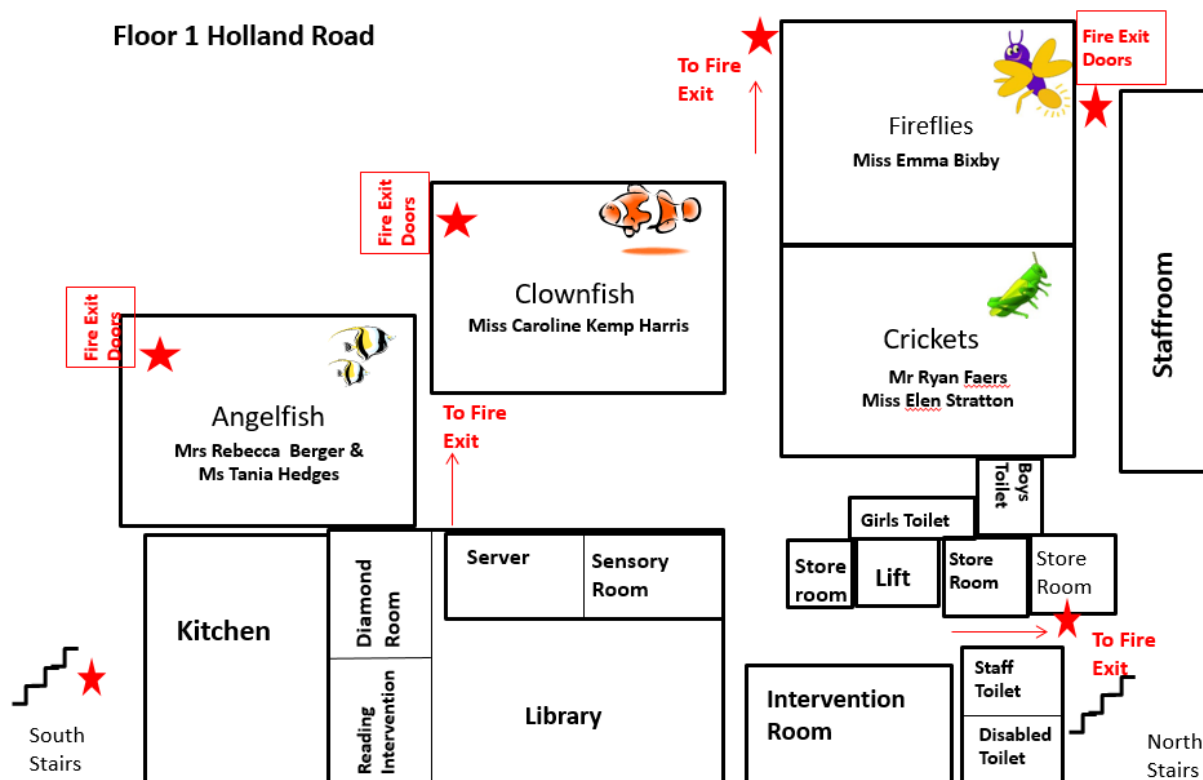 Floor 1 Holland Road
To Fire
Exit
Fire Exit
Doors
Fireflies
Miss Emma Bixby
Fire Exit
Doors
Clownfish
Miss Caroline Kemp Harris
Staffroom
Crickets
Mr Ryan Faers
Miss Elen Stratton
Fire Exit
Doors
Angelfish
Mrs Rebecca Berger &
Ms Tania Hedges
To Fire
Exit
Boys
Toilet
Girls Toilet
Kitchen
Diamond
Room
Server
Sensory
Room
Store
room
Lift
Store
Room
Store
Room
To Fire
Exit
Reading
Intervention
Library
Intervention
Room
Staff
Toilet
Disabled
Toilet
South
Stairs
North
Stairs